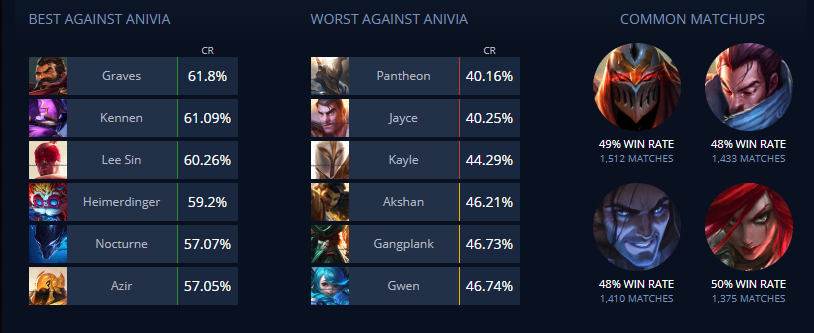 BEST AGAINST ANIVIA
CR
Graves 61.8%
Kennen 61.09%
Lee Sin 60.26%
Heimerdinger 59.2%
Nocturne 57.07%
Azir 57.05%
WORST AGAINST ANIVIA
CR
Pantheon 40.16%
Jayce 40.25%
Kayle 44.29%
Akshan 46.21%
Gangplank 46.73%
Gwen 46.74%
COMMON MATCHUPS
49% WIN RATE
1,512 MATCHES
48% WIN RATE
1,433 MATCHES
48% WIN RATE
1,410 MATCHES
50% WIN RATE
1,375 MATCHES